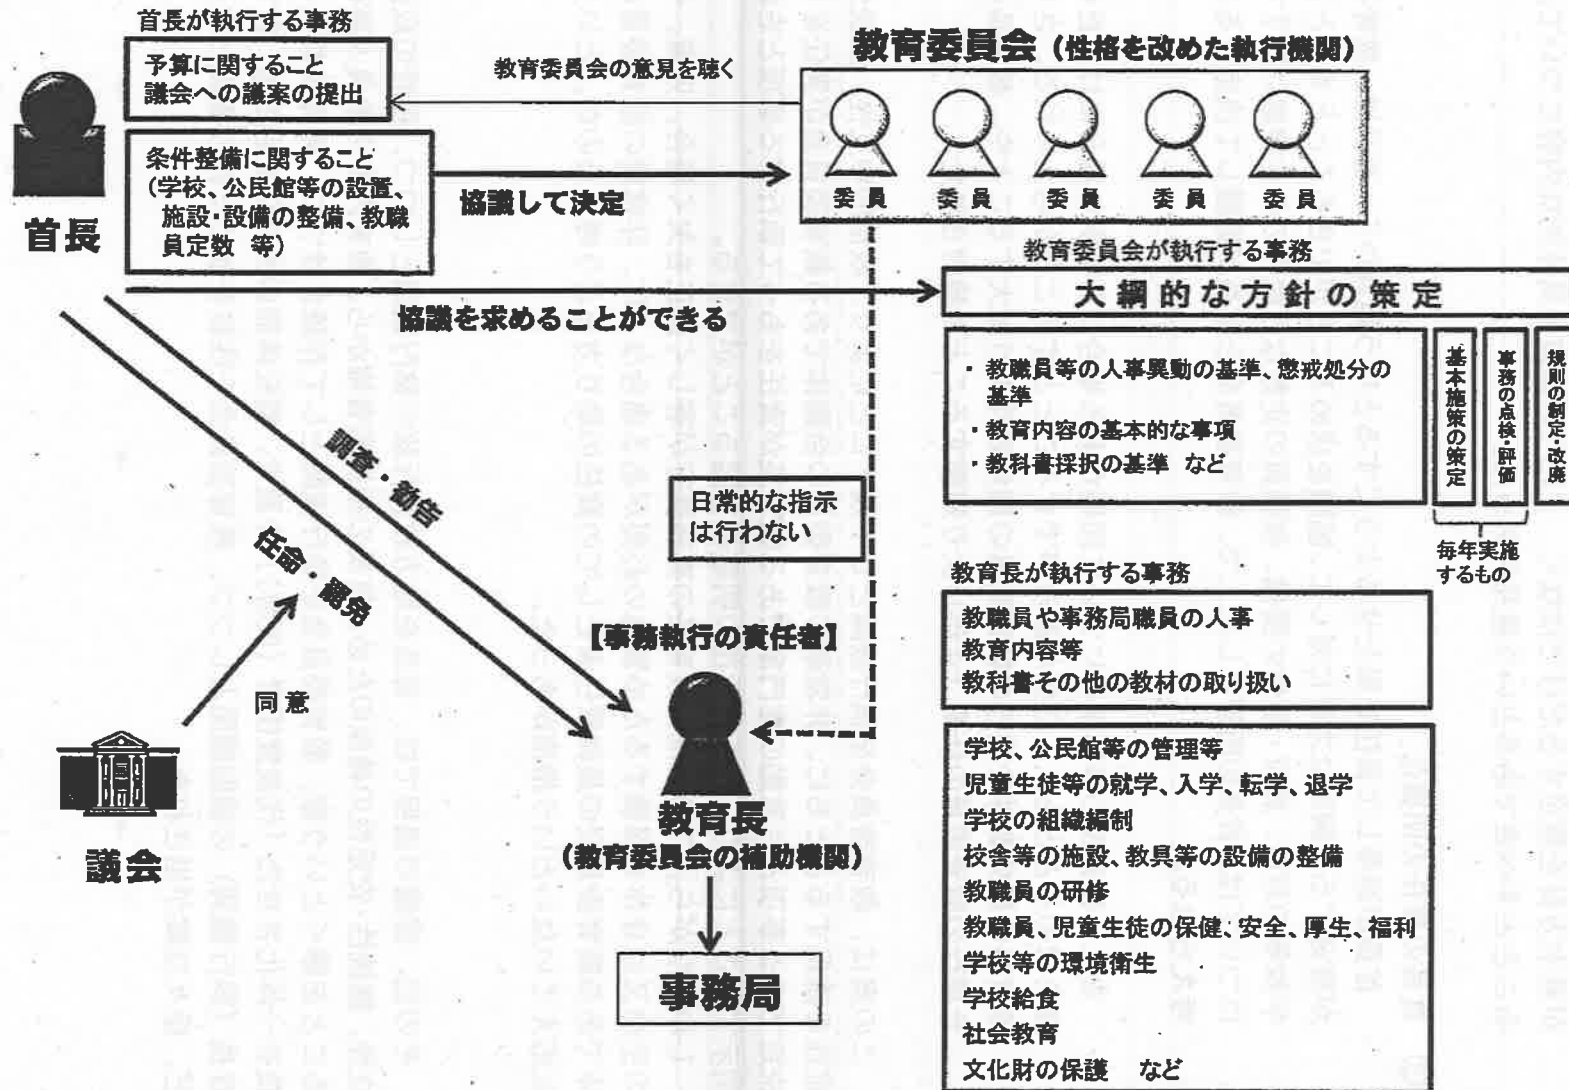 首長が執行する事務
予算に関すること
議会への議案の提出
条件整備に関すること
(学校、公民館等の設置、
施設・設備の整備、教職
員定数 等)
首長
教育委員会の意見を聴く
協議して決定
教育委員会(性格を改めた執行機関)
委員 委員 委員 委員 委員
協議を求めることができる
教育委員会が執行する事務
大綱的な方針の策定
・教職員等の人事異動の基準、懲戒処分の
基準
・教育内容の基本的な事項
・教科書採択の基準 など
基本施策の策定
事務の点検・評価
規則の制定・改廃
毎年実施
するもの
調査・勧告
任命・罷免
同意
議会
日常的な指示
は行わない
【事務執行の責任者】
教育長
(教育委員会の補助機関)
事務局
教育長が執行する事務
教職員や事務局職員の人事
教育内容等
教科書その他の教材の取り扱い
学校、公民館等の管理等
児童生徒等の就学、入学、転学、退学
学校の組織編制
校舎等の施設、教具等の設備の整備
教職員の研修
教職員、児童生徒の保健、安全、厚生、福利
学校等の環境衛生
学校給食
社会教育
文化財の保護 など